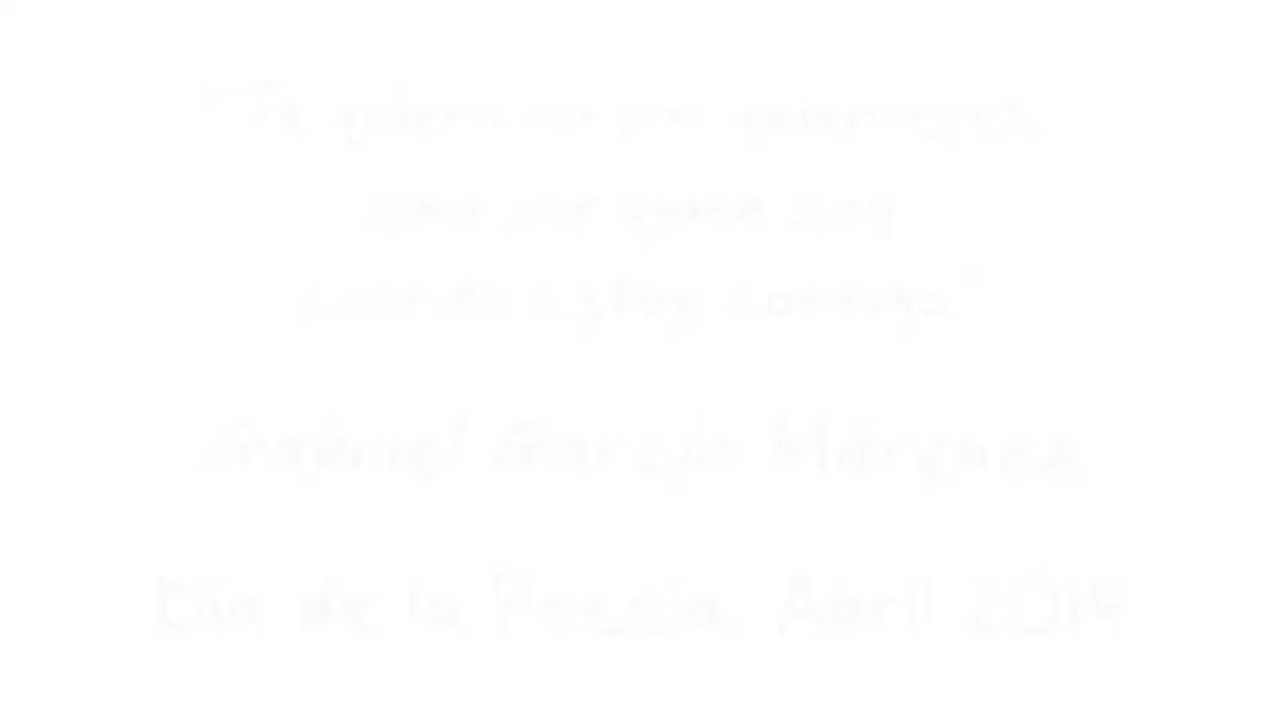 "Te quiero no por quien eres,
sino por quien soy
cuando estoy contigo"
Gabriel García Márquez
Día de la Poesía, Abril 2014